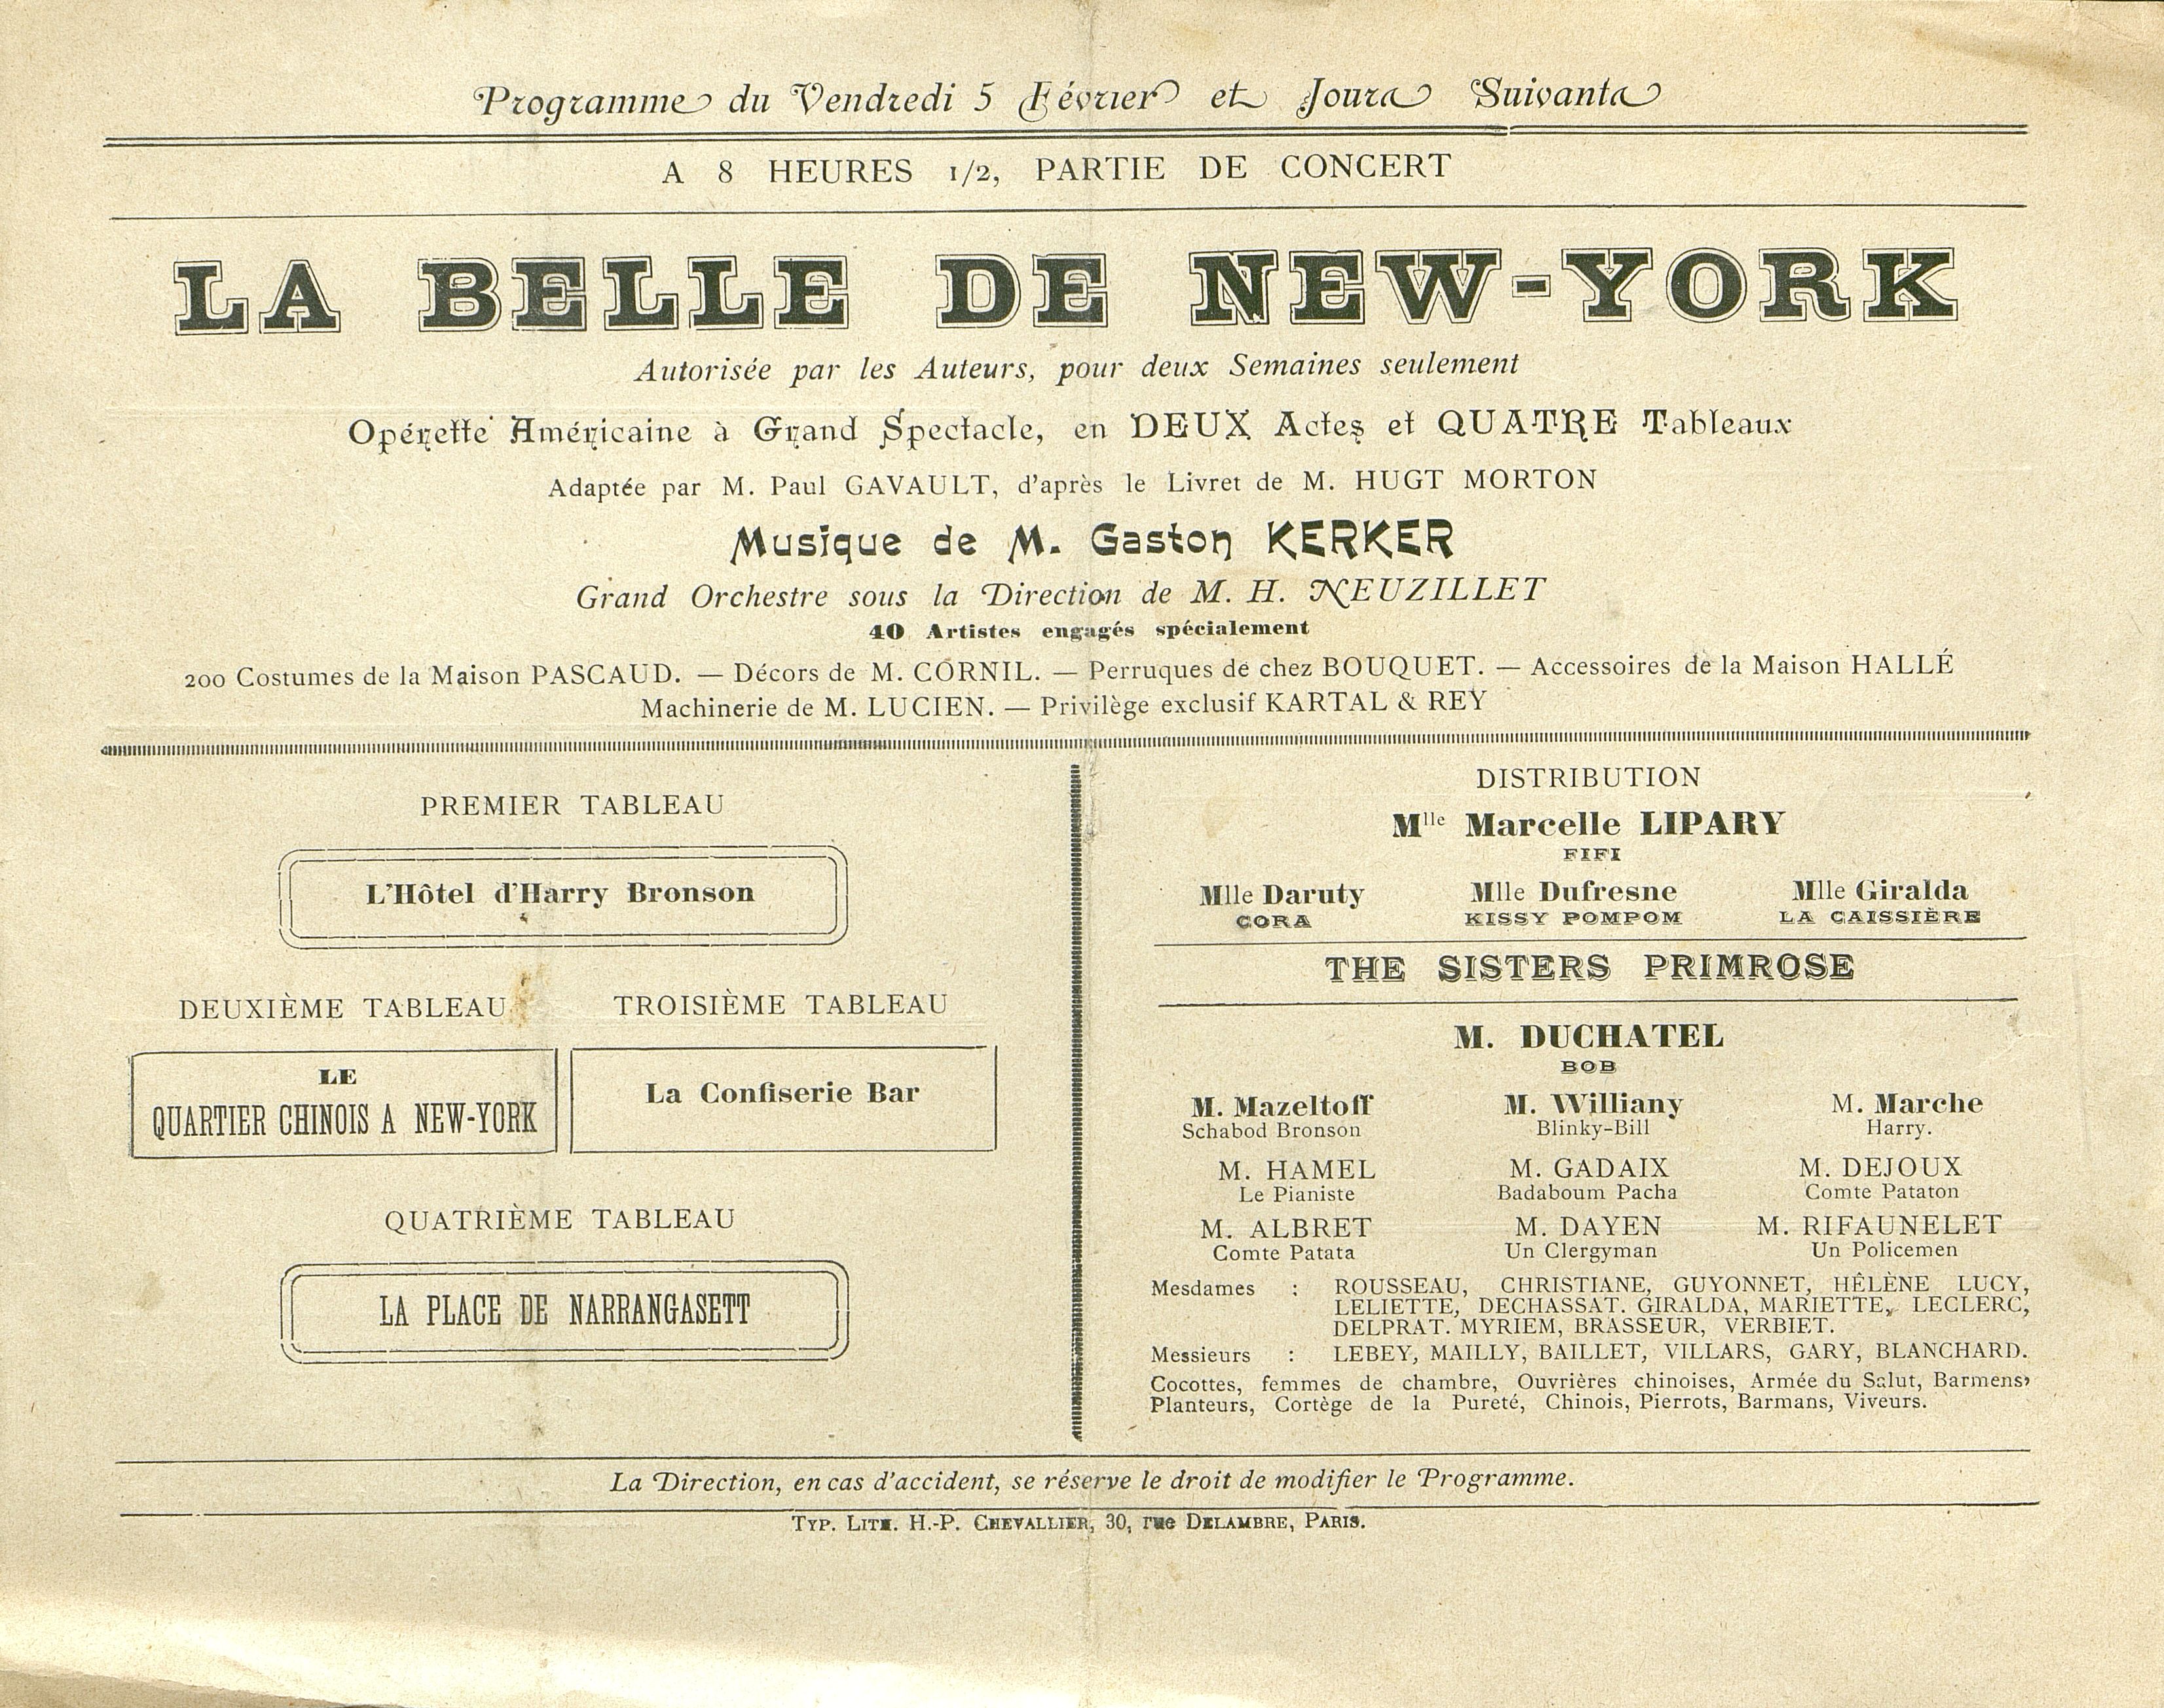 Programme du Vendredi 5 Février et Jours Suivants
A 8 HEURES 1/2, PARTIE DE CONCERT
LA BELLE DE NEW-YORK
Autorisée par les Auteurs, pour deux Semaines seulement
Opérette Américaine à Grand Spectacle, en DEUX Actes et QUATRE Tableaux
Adaptée par M. Paul GAVAULT, d'après le Livret de M. HUGT MORTON
Musique de M. Gaston KERKER
Grand Orchestre sous la Direction de M. H. NEUZILLET
40 Artistes engagés spécialement
200 Costumes de la Maison PASCAUD. — Décors de M. CORNIL. — Perruques de chez BOUQUET. — Accessoires de la Maison HALLÉ
Machinerie de M. LUCIEN. — Privilège exclusif KARTAL & REY
PREMIER TABLEAU
L'Hôtel d'Harry Bronson
DEUXIÈME TABLEAU
LE
QUARTIER CHINOIS A NEW-YORK
TROISIÈME TABLEAU
La Confiserie Bar
QUATRIÈME TABLEAU
LA PLACE DE NARRANGASETT
DISTRIBUTION
Mlle Marcelle LIPARY
FIFI
Mlle Daruty Mlle Dufresne Mlle Giralda
CORA KISSY POMPOM LA CAISSIÈRE
THE SISTERS PRIMROSE
M. DUCHATEL
BOB
M. Mazeltoff M. Williany M. Marche
Schabod Bronson Blinky-Bill Harry.
M. HAMEL M. GADAIX M. DEJOUX
Le Pianiste Badaboum Pacha Comte Pataton
M. ALBRET M. DAYEN M. RIFAUNELET
Comte Patata Un Clergyman Un Policemen
Mesdames : ROUSSEAU, CHRISTIANE, GUYONNET, HÊLÈNE LUCY,
LELIETTE, DECHASSAT. GIRALDA, MARIETTE, LECLERC,
DELPRAT. MYRIEM, BRASSEUR, VERBIET.
Messieurs : LEBEY, MAILLY, BAILLET, VILLARS, GARY, BLANCHARD.
Cocottes, femmes de chambre, Ouvrières chinoises, Armée du Salut, Barmens,
Planteurs, Cortège de la Pureté, Chinois, Pierrots, Barmans, Viveurs.
La Direction, en cas d'accident, se réserve le droit de modifier le Programme.
TYP. LITH. H.-P. CHEVALLIER, 30, rue DELAMBRE, PARIS.